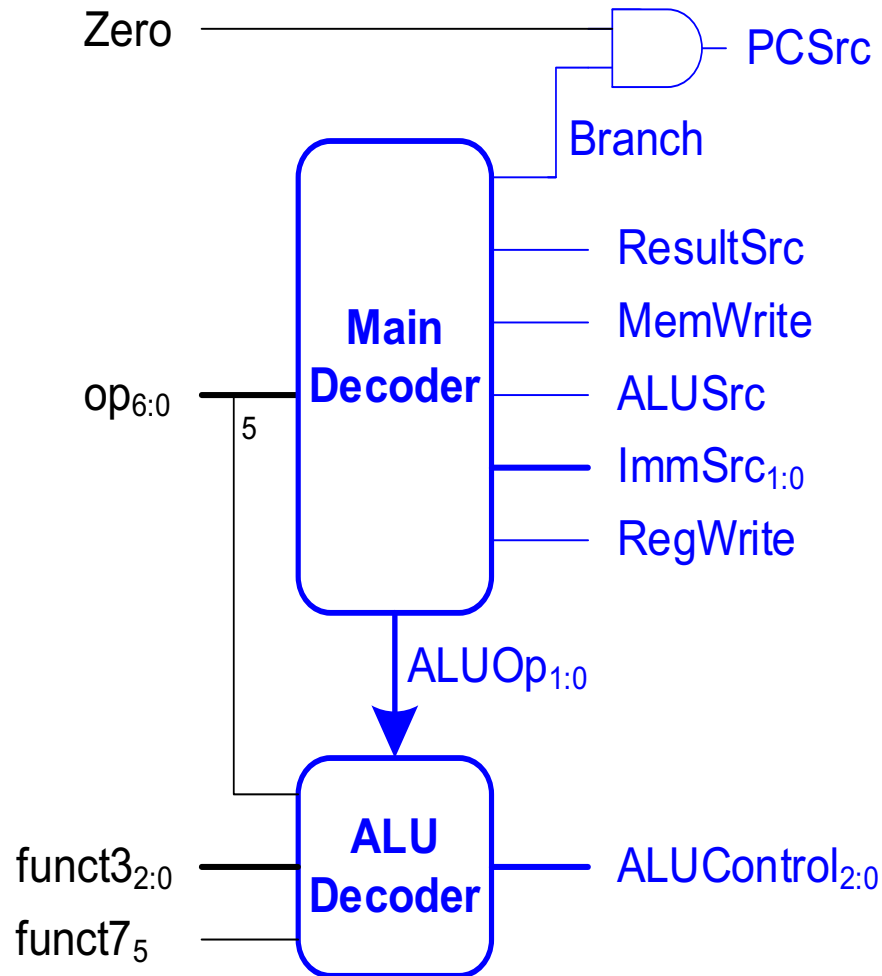 Zero
PCSrc
Branch
ResultSrc
Main
Decoder
MemWrite
op6:0
5
ALUSrc
ImmSrc1:0
RegWrite
ALUOp1:0
ALU
Decoder
funct32:0
ALUControl2:0
funct75